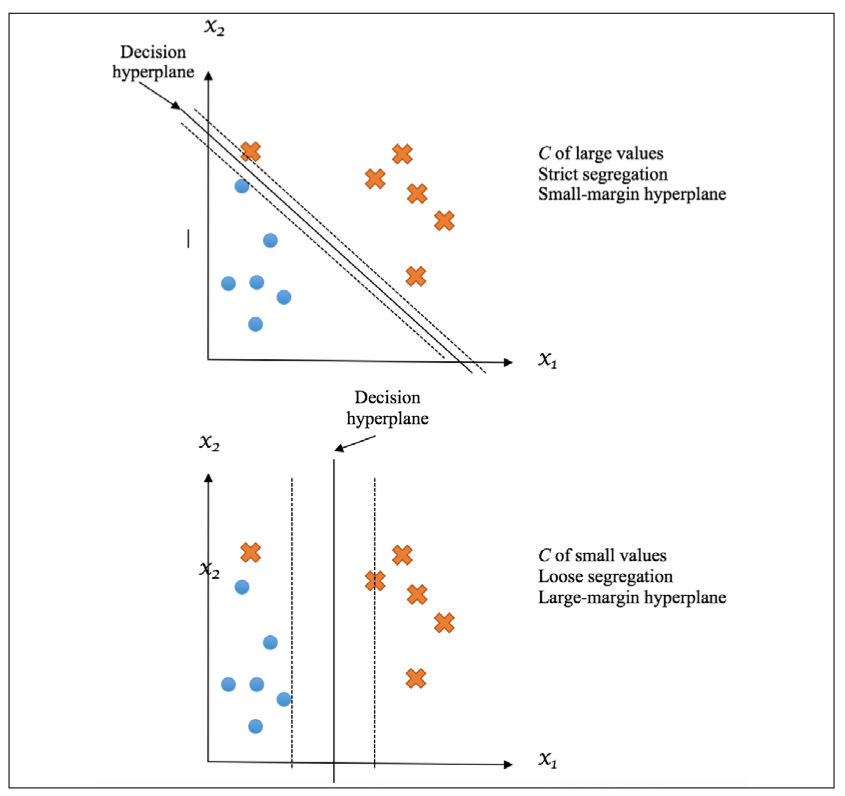 x₂
Decision
hyperplane
C of large values
Strict segregation
Small-margin hyperplane
x₁
Decision
hyperplane
x₂
C of small values
Loose segregation
Large-margin hyperplane
x₂
x₁